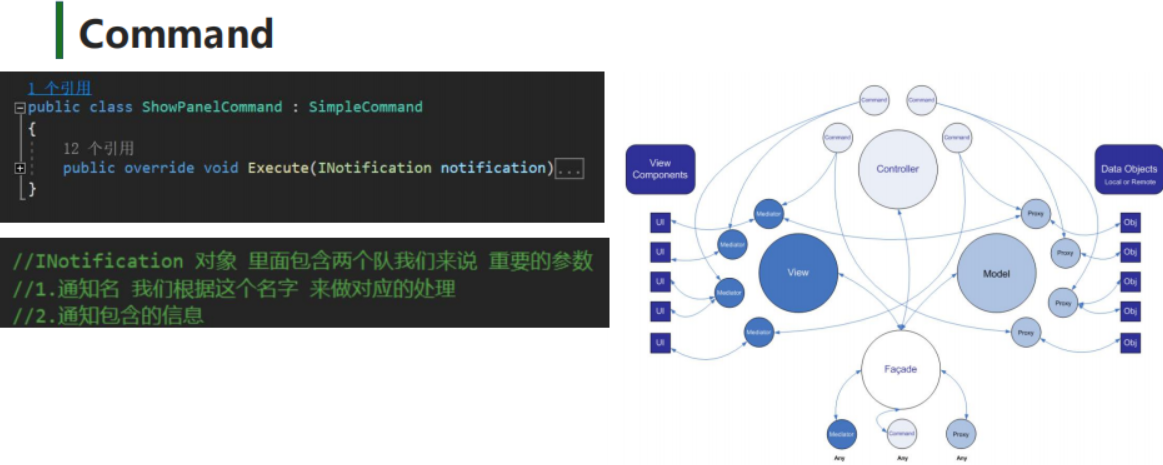 Command
1 个引用
public class ShowPanelCommand : SimpleCommand
{
12 个引用
public override void Execute(INotification notification)...
}
//INotification 对象 里面包含两个队我们来说 重要的参数
//1.通知名 我们根据这个名字 来做对应的处理
//2.通知包含的信息
Command
Command
Command
Command
Controller
View
Components
Data Objects
Local or Remote
UI
UI
UI
UI
UI
Mediator
Mediator
Mediator
Mediator
View
Model
Proxy
Proxy
Proxy
Proxy
Obj
Obj
Obj
Obj
Obj
Façade
Mediator
Command
Proxy
Any
Any
Any